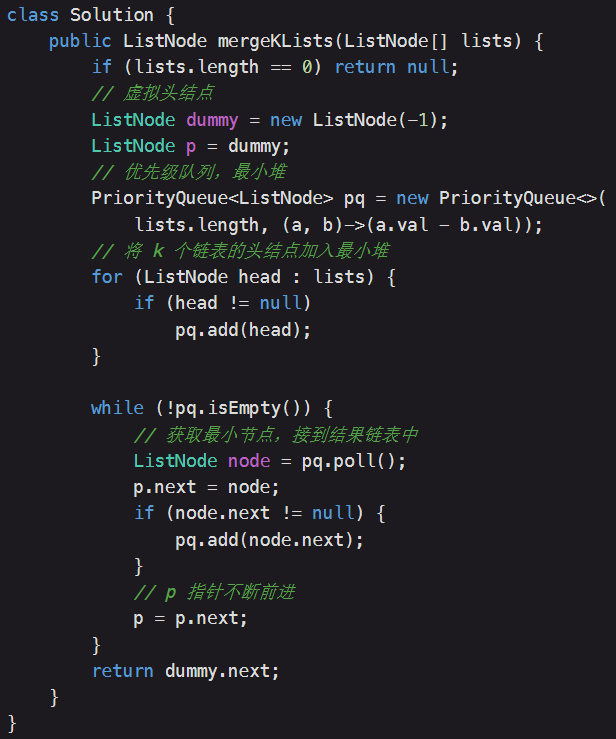 class Solution {
    public ListNode mergeKLists(ListNode[] lists) {
        if (lists.length == 0) return null;
        // 虚拟头结点
        ListNode dummy = new ListNode(-1);
        ListNode p = dummy;
        // 优先级队列，最小堆
        PriorityQueue<ListNode> pq = new PriorityQueue<>(
            lists.length, (a, b)->(a.val - b.val));
        // 将 k 个链表的头结点加入最小堆
        for (ListNode head : lists) {
            if (head != null)
                pq.add(head);
        }

        while (!pq.isEmpty()) {
            // 获取最小节点，接到结果链表中
            ListNode node = pq.poll();
            p.next = node;
            if (node.next != null) {
                pq.add(node.next);
            }
            // p 指针不断前进
            p = p.next;
        }
        return dummy.next;
    }
}